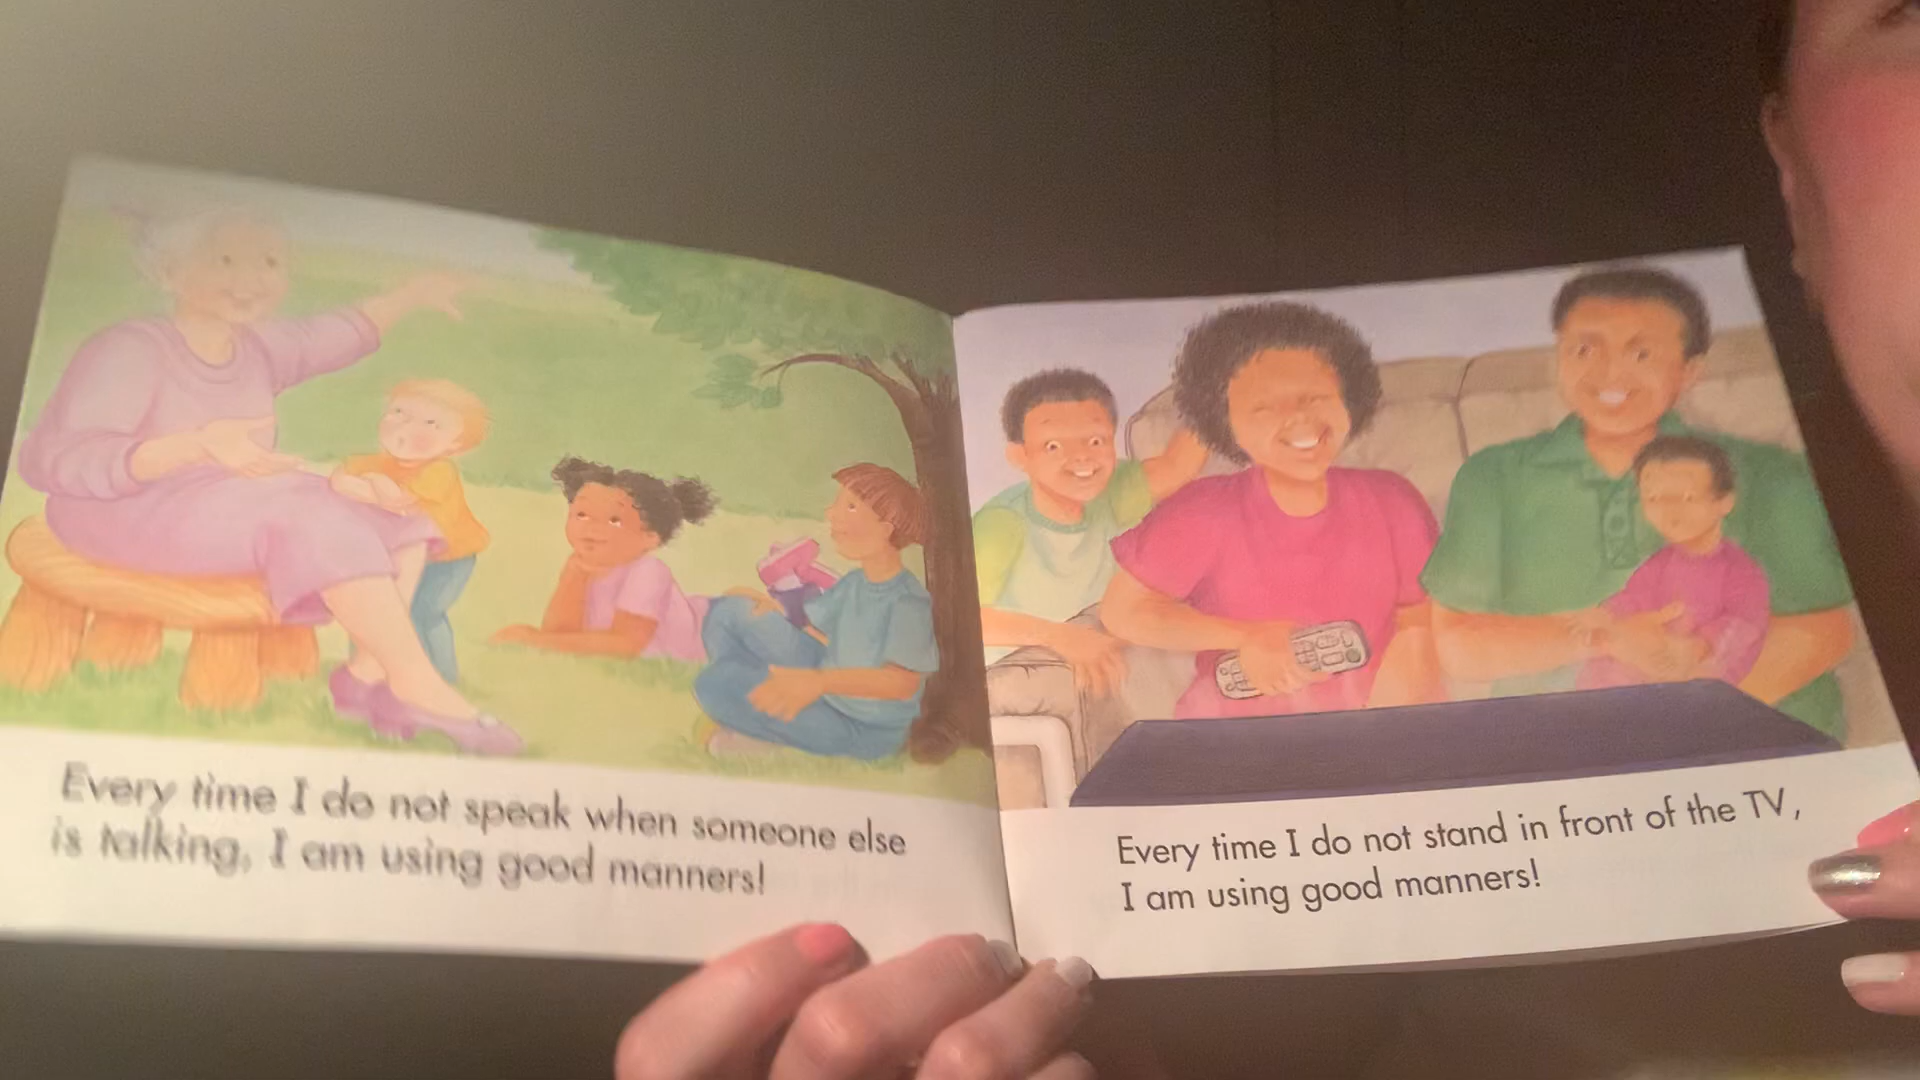 Every time I do not speak when someone else
is talking, I am using good manners!
Every time I do not stand in front of the TV,
I am using good manners!